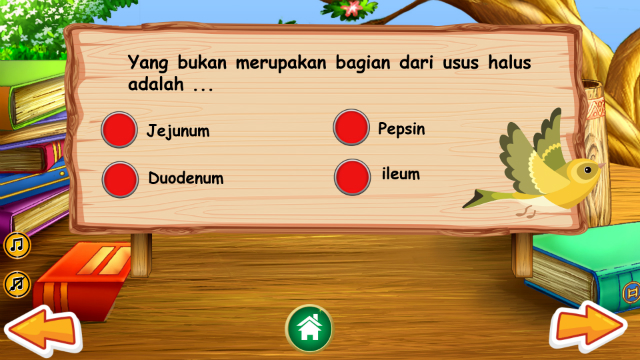 Yang bukan merupakan bagian dari usus halus
adalah ...
Jejunum
Pepsin
Duodenum
ileum